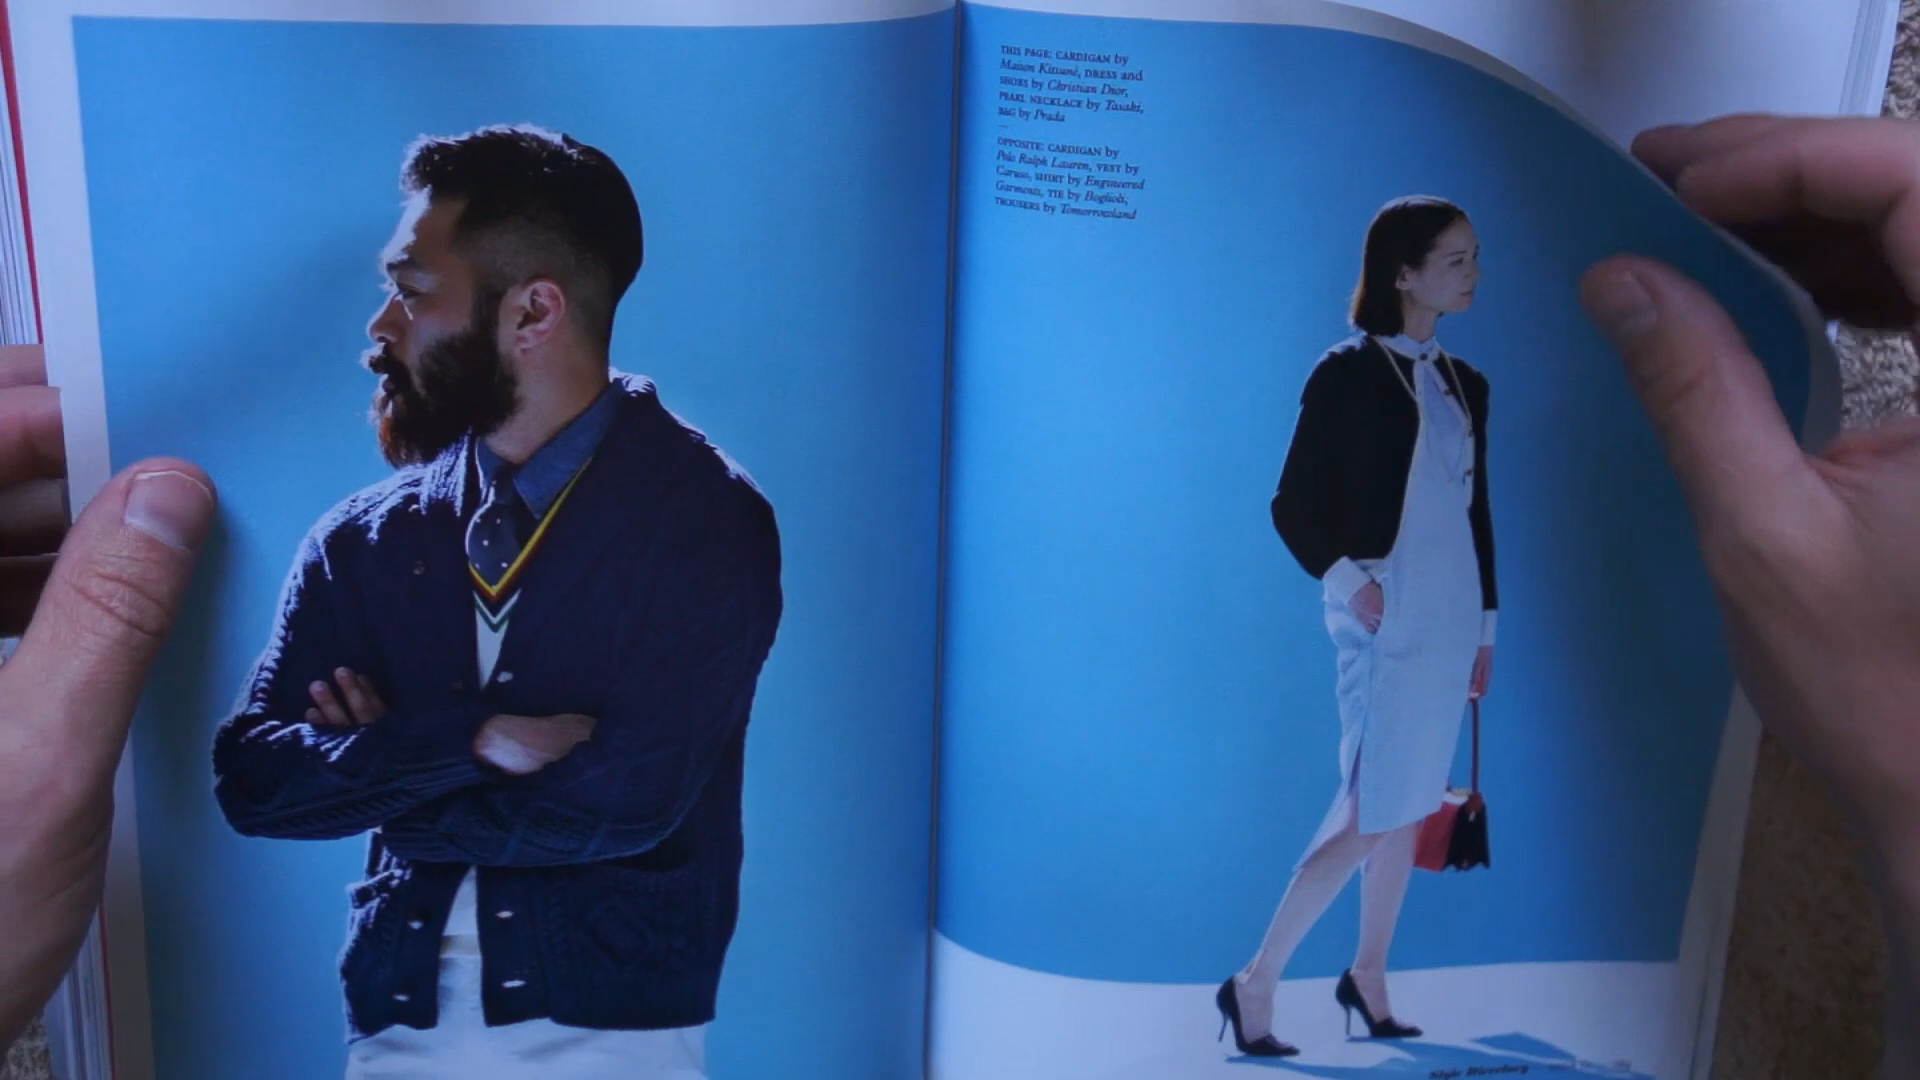 THIS PAGE: CARDIGAN by
Maison Kitsuné, DRESS and
SHOES by Christian Dior,
PEARL NECKLACE by Tasaki,
BAG by Prada
—
OPPOSITE: CARDIGAN by
Polo Ralph Lauren, VEST by
Caruso, SHIRT by Engineered
Garments, TIE by Boglioli,
TROUSERS by Tomorrowland
Style Directory